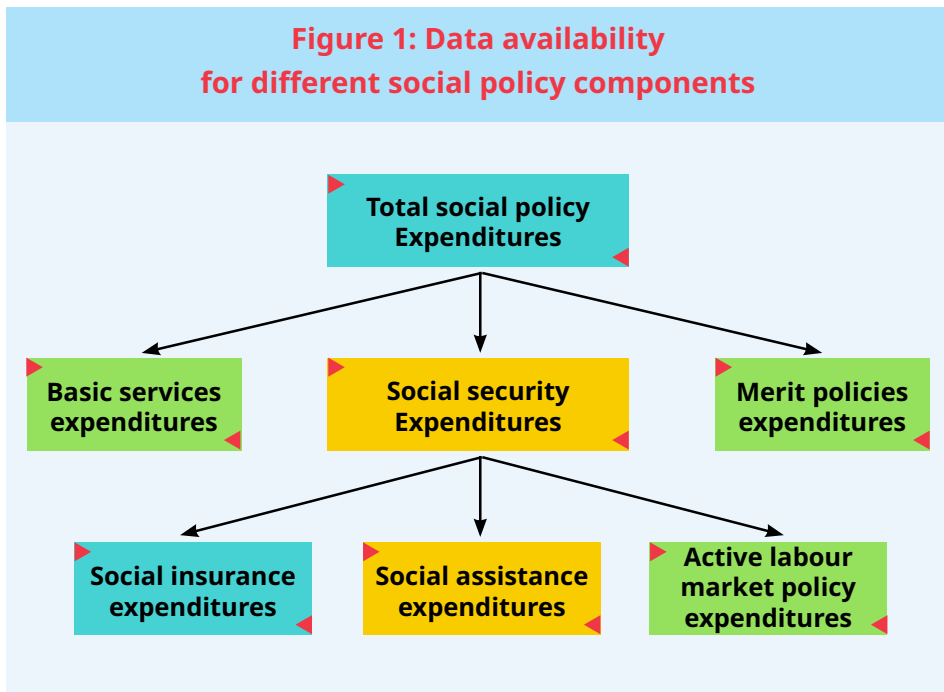 Figure 1: Data availability
for different social policy components
Total social policy
Expenditures
Basic services
expenditures
Social security
Expenditures
Merit policies
expenditures
Social insurance
expenditures
Social assistance
expenditures
Active labour
market policy
expenditures